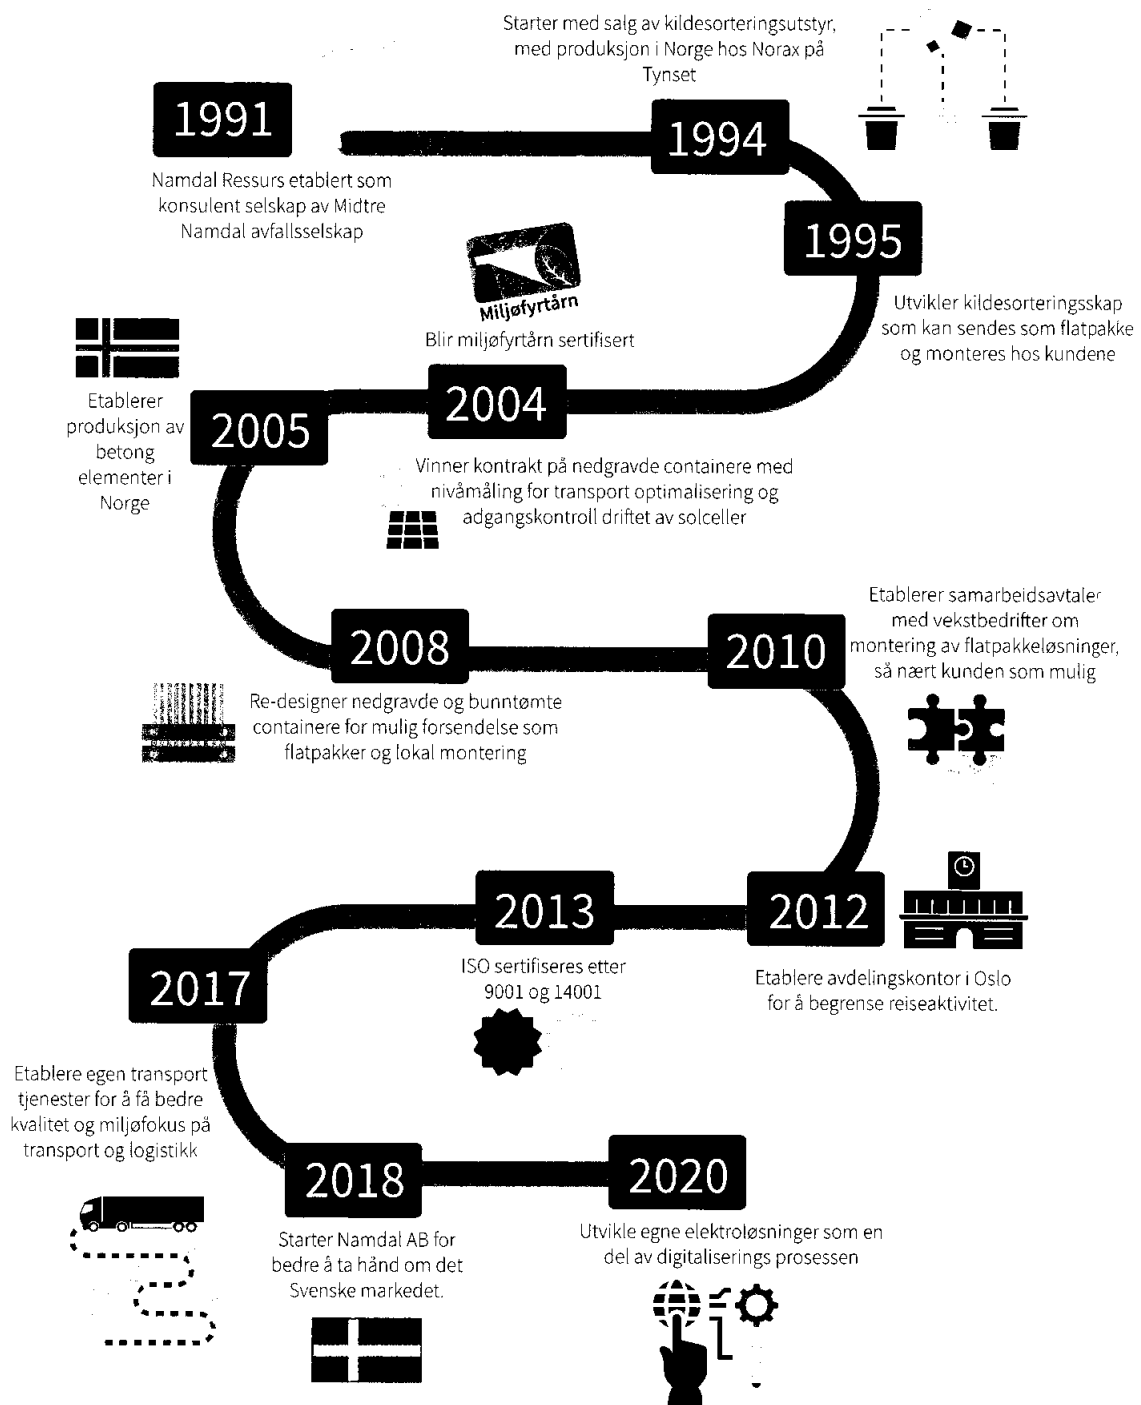 1991
Namdal Ressurs etablert som
konsulent selskap av Midtre
Namdal avfallsselskap
Starter med salg av kildesorteringsutstyr,
med produksjon i Norge hos Norax på
Tynset
1994
1995
Utvikler kildesorteringsskap
som kan sendes som flatpakke
og monteres hos kundene
Miljøfyrtårn
Blir miljøfyrtårn sertifisert
2004
Vinner kontrakt på nedgravde containere med
nivåmåling for transport optimalisering og
adgangskontroll driftet av solceller
2005
Etablerer
produksjon av
betong
elementer i
Norge
2008
Re-designer nedgravde og bunntømte
containere for mulig forsendelse som
flatpakker og lokal montering
2010
Etablerer samarbeidsavtaler
med vekstbedrifter om
montering av flatpakkeløsninger,
så nært kunden som mulig
2012
Etablere avdelingskontor i Oslo
for å begrense reiseaktivitet.
2013
ISO sertifiseres etter
9001 og 14001
2017
Etablere egen transport
tjenester for å få bedre
kvalitet og miljøfokus på
transport og logistikk
2018
Starter Namdal AB for
bedre å ta hånd om det
Svenske markedet.
2020
Utvikle egne elektroløsninger som en
del av digitaliserings prosessen